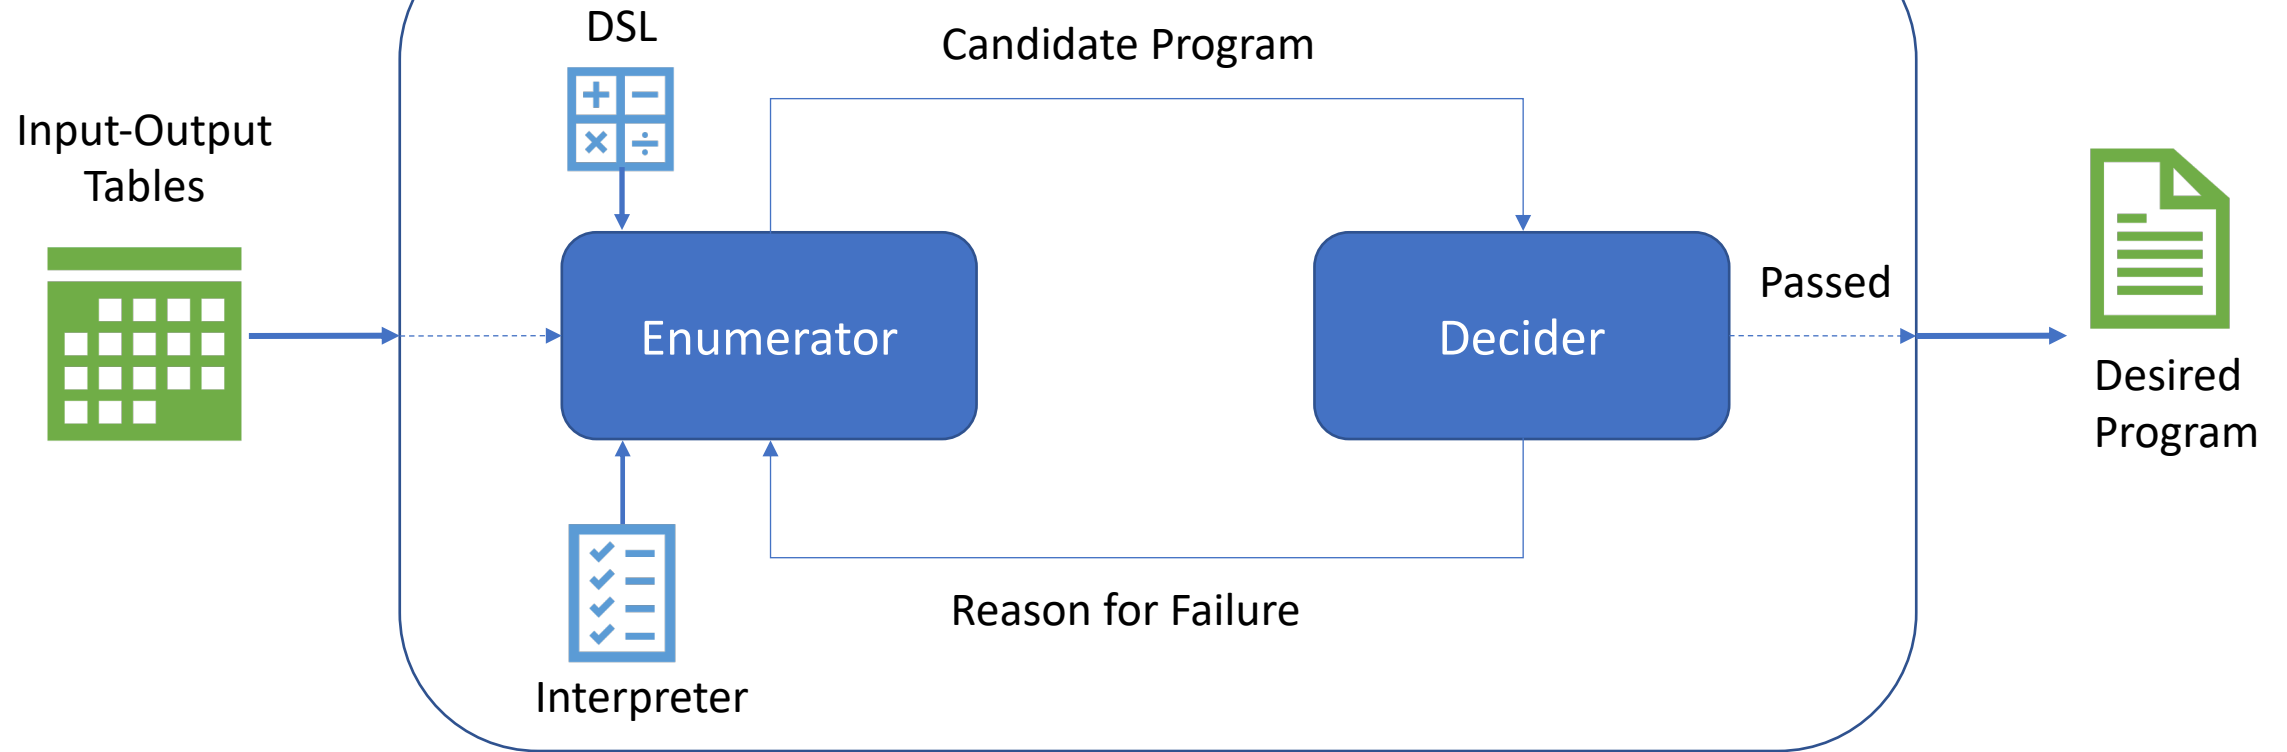 DSL
Candidate Program
Input-Output
Tables
Enumerator
Decider
Passed
Desired
Program
Reason for Failure
Interpreter